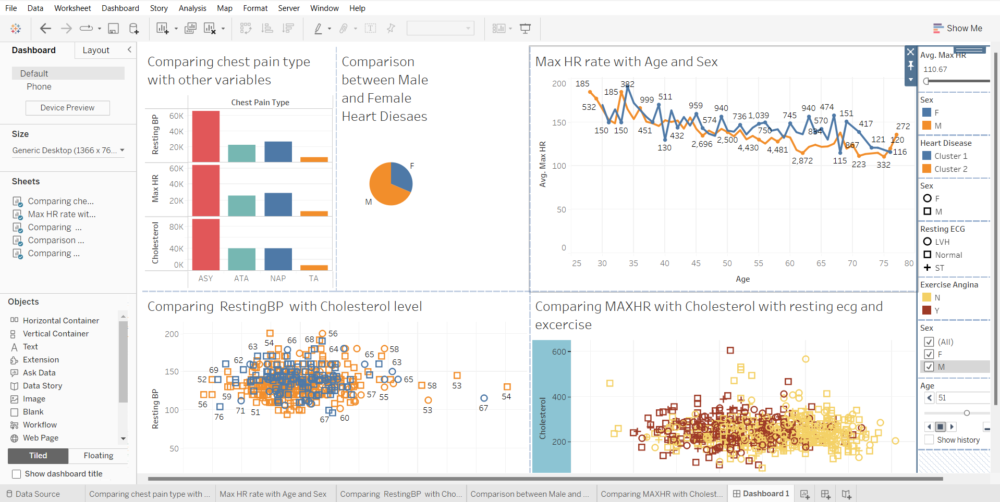 File Data Worksheet Dashboard Story Analysis Map Format Server Window Help
Show Me
Dashboard Layout
Default
Phone
Device Preview
Size
Generic Desktop (1366 x 76...
Sheets
Comparing che...
Max HR rate wit...
Comparing ...
Comparison ...
Comparing ...
Objects
Horizontal Container
Vertical Container
Text
Extension
Ask Data
Data Story
Image
Blank
Workflow
Web Page
Tiled Floating
Show dashboard title
Comparing chest pain type
with other variables
Chest Pain Type
Resting BP
60K
40K
20K
Max HR
60K
40K
20K
Cholesterol
80K
40K
0K
ASY ATA NAP TA
Comparison
between Male
and Female
Heart Diesaes
F
M
Max HR rate with Age and Sex
Avg. Max HR
200
150
100
50
0
185 382
185 999 511
532 959 940 736 1,039 745 940 474 151
574 570 417 272
150 150 451 432 750 834
2,696 2,500 867 121 120
130 4,430 4,481 116
2,872 115 223 332
25 30 35 40 45 50 55 60 65 70 75 80
Age
Comparing RestingBP with Cholesterol level
Resting BP
200
150
100
50
56
54 66 68
63 64 58
62 65 63
69
52 65
58 53
59 57 55 54
56 71 51
76 67 60 53 67
Comparing MAXHR with Cholesterol with resting ecg and
excercise
Cholesterol
600
400
200
Avg. Max HR
110.67
Sex
F
M
Heart Disease
Cluster 1
Cluster 2
Sex
F
M
Resting ECG
LVH
Normal
ST
Exercise Angina
N
Y
Sex
(All)
F
M
Age
51
Show history
Data Source Comparing chest pain type with ... Max HR rate with Age and Sex Comparing RestingBP with Cho... Comparison between Male and ... Comparing MAXHR with Cholest... Dashboard 1